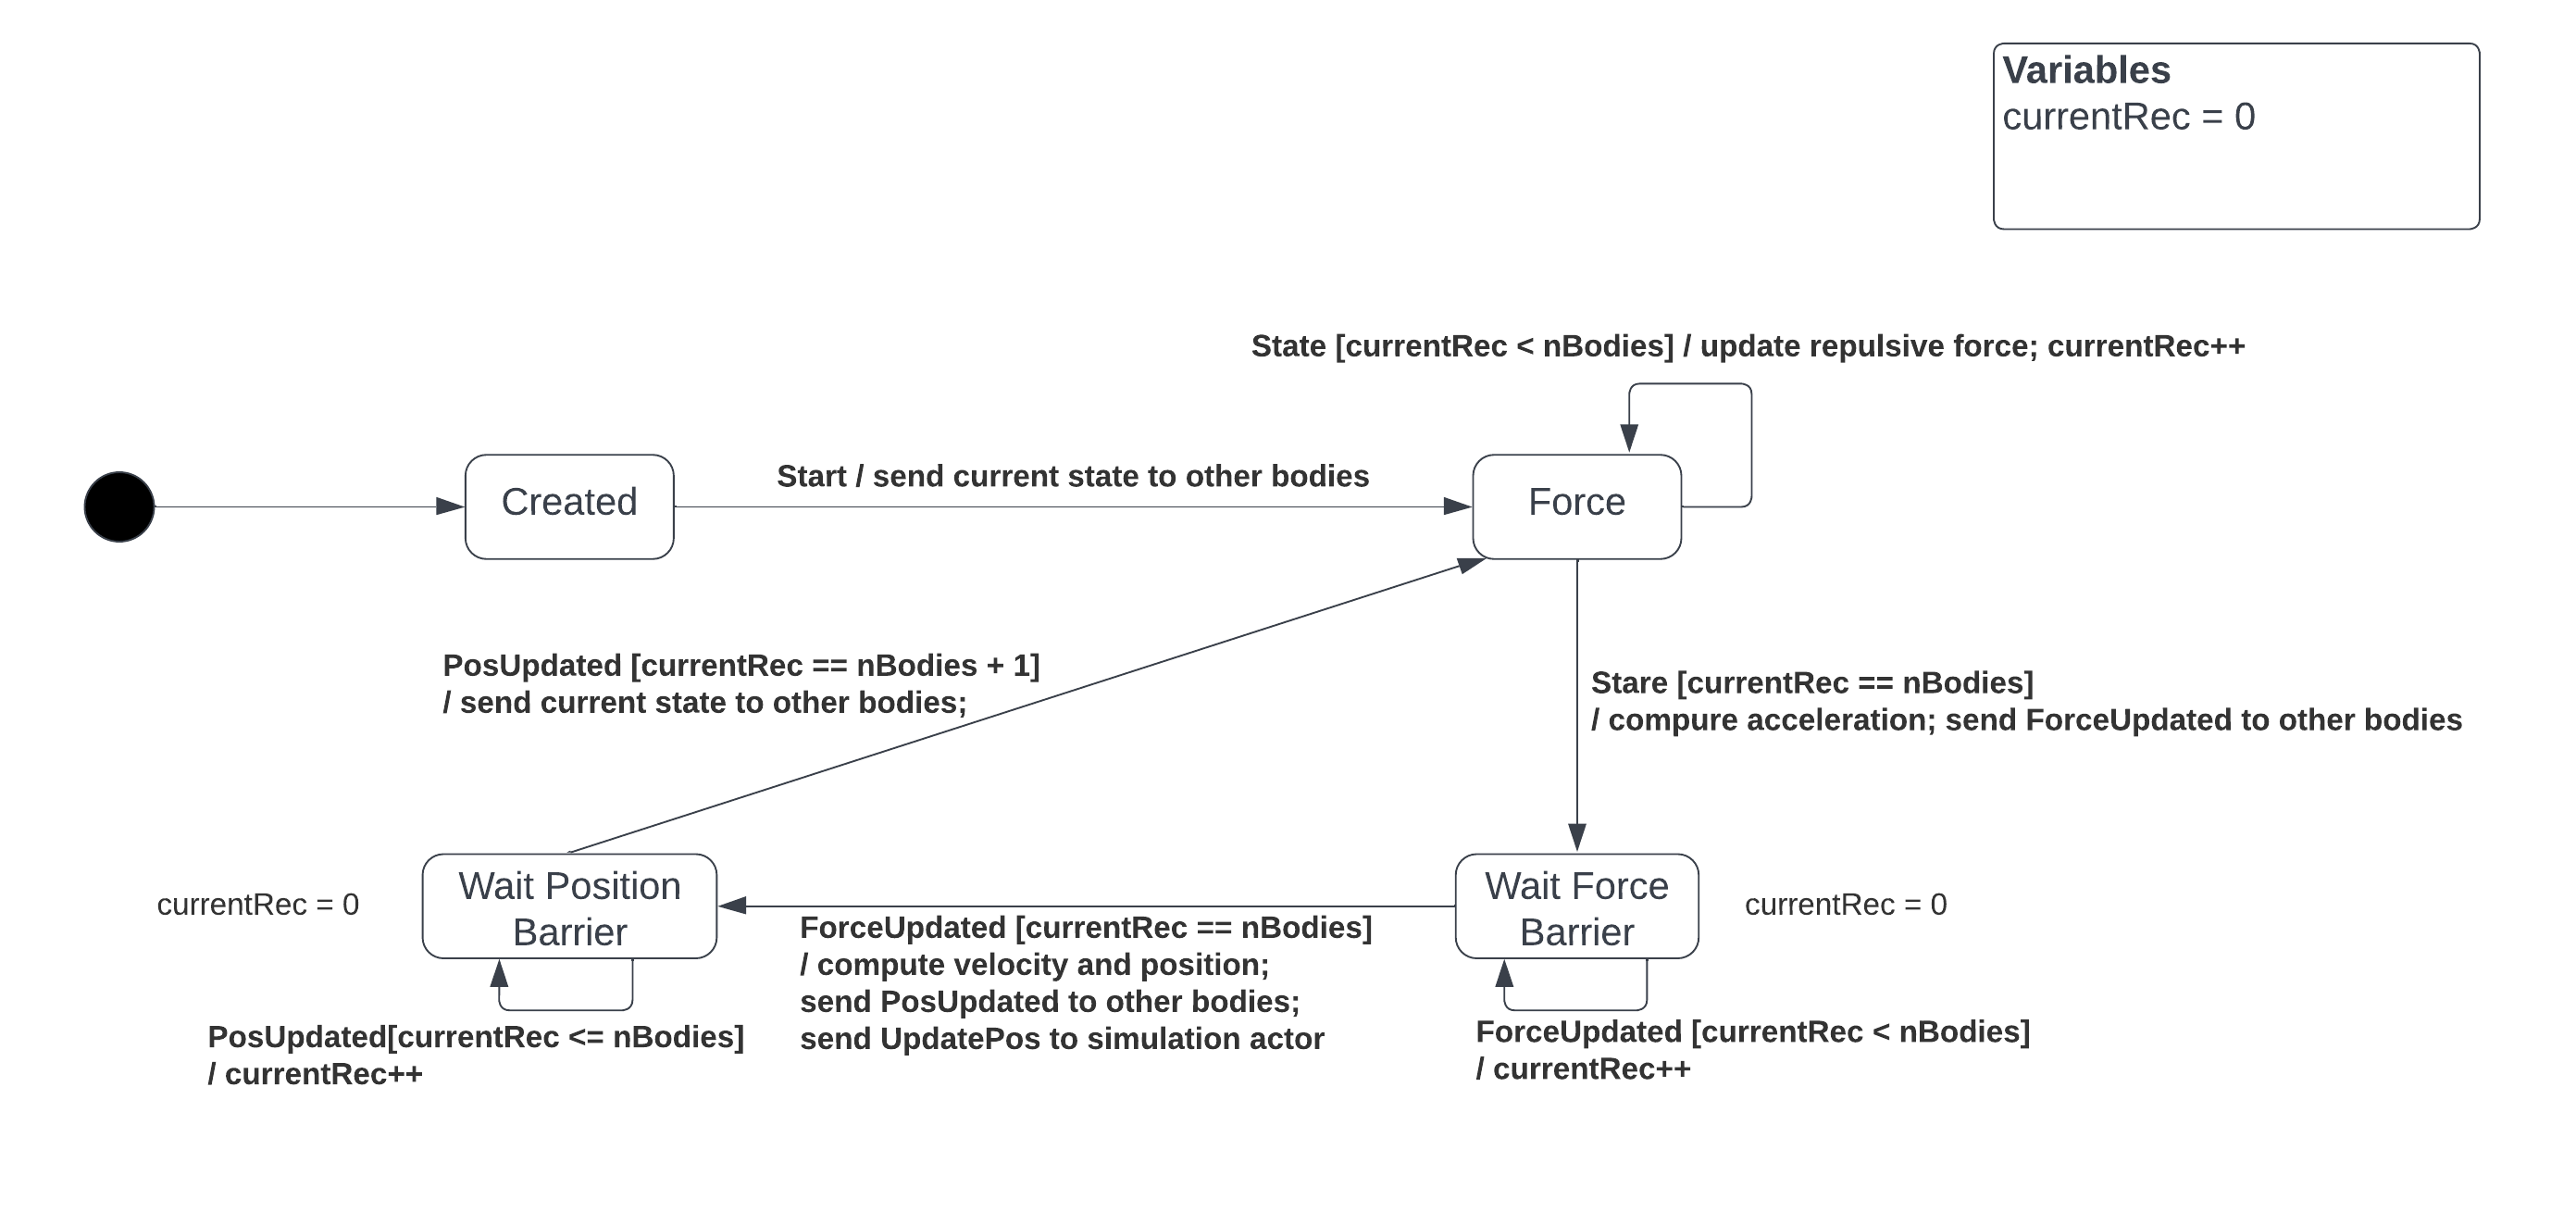 Variables
currentRec = 0
State [currentRec < nBodies] / update repulsive force; currentRec++
Created
Start / send current state to other bodies
Force
PosUpdated [currentRec == nBodies + 1]
/ send current state to other bodies;
Stare [currentRec == nBodies]
/ compure acceleration; send ForceUpdated to other bodies
currentRec = 0
Wait Position
Barrier
Wait Force
Barrier
currentRec = 0
ForceUpdated [currentRec == nBodies]
/ compute velocity and position;
send PosUpdated to other bodies;
send UpdatePos to simulation actor
PosUpdated[currentRec <= nBodies]
/ currentRec++
ForceUpdated [currentRec < nBodies]
/ currentRec++